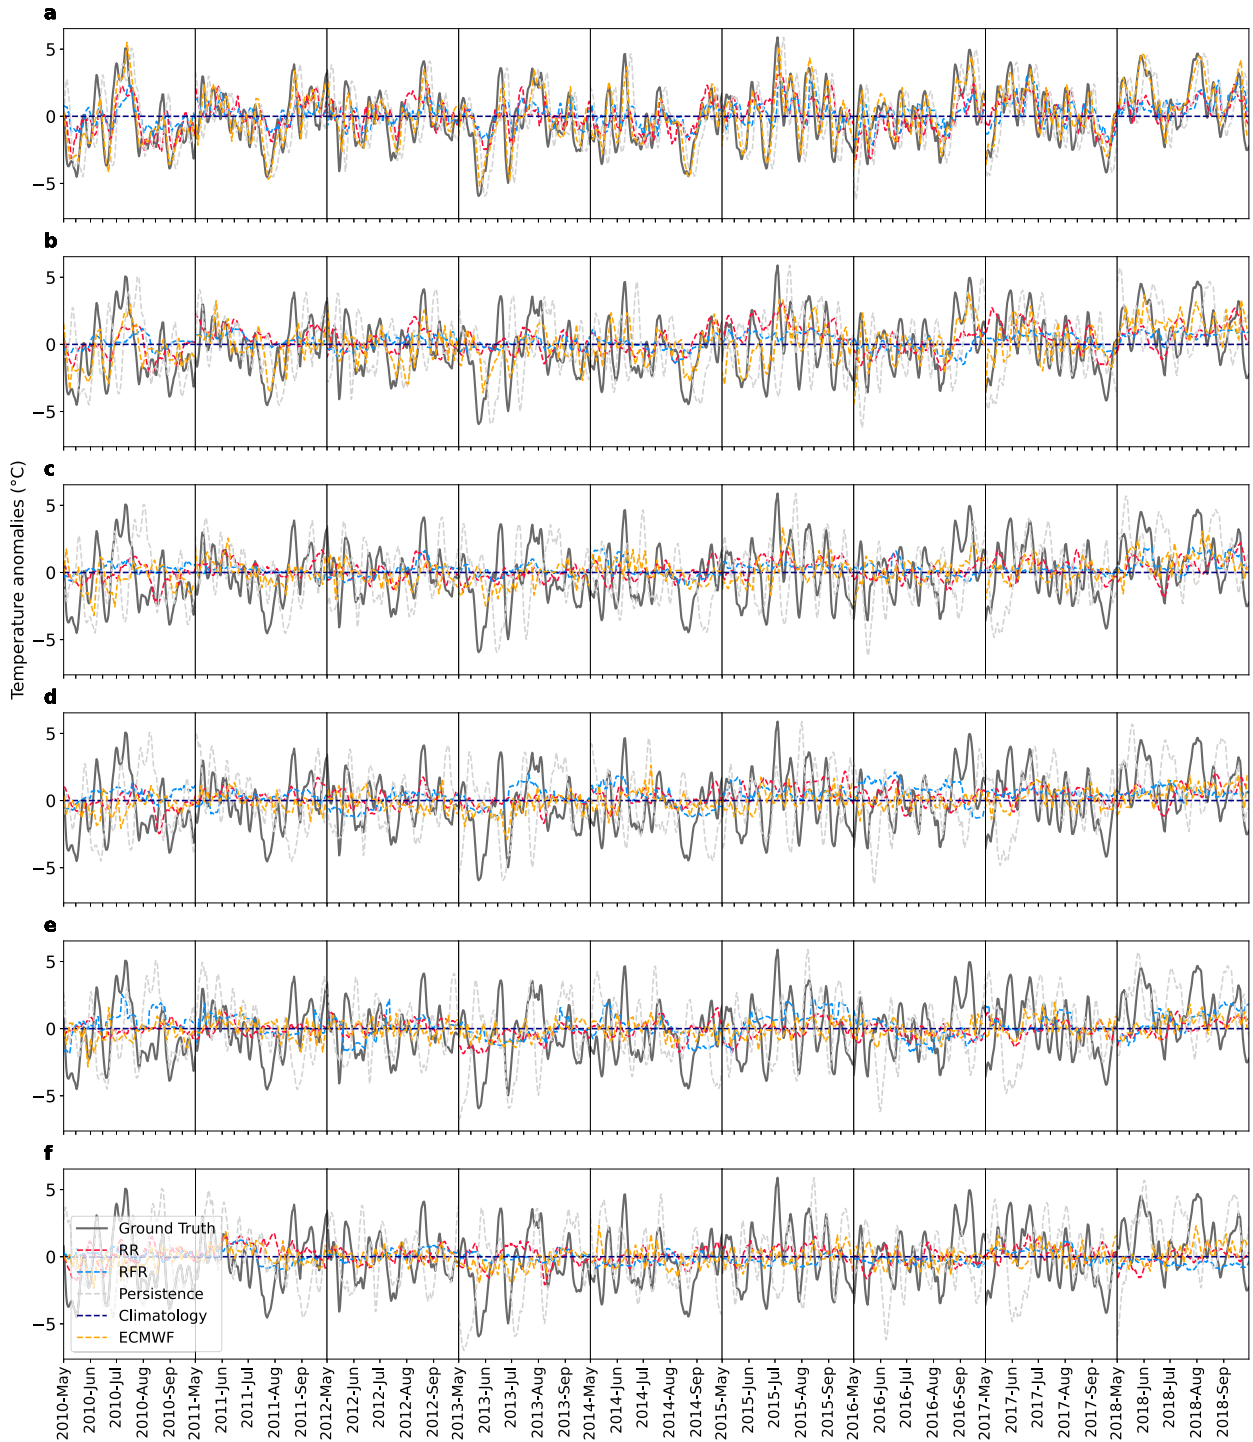 a
5
0
−5
b
5
0
−5
c
5
0
−5
Temperature anomalies (°C)
d
5
0
−5
e
5
0
−5
f
5
0
−5
Ground Truth
RR
RFR
Persistence
Climatology
ECMWF
2010-May
2010-Jun
2010-Jul
2010-Aug
2010-Sep
2011-May
2011-Jun
2011-Jul
2011-Aug
2011-Sep
2012-May
2012-Jun
2012-Jul
2012-Aug
2012-Sep
2013-May
2013-Jun
2013-Jul
2013-Aug
2013-Sep
2014-May
2014-Jun
2014-Jul
2014-Aug
2014-Sep
2015-May
2015-Jun
2015-Jul
2015-Aug
2015-Sep
2016-May
2016-Jun
2016-Jul
2016-Aug
2016-Sep
2017-May
2017-Jun
2017-Jul
2017-Aug
2017-Sep
2018-May
2018-Jun
2018-Jul
2018-Aug
2018-Sep